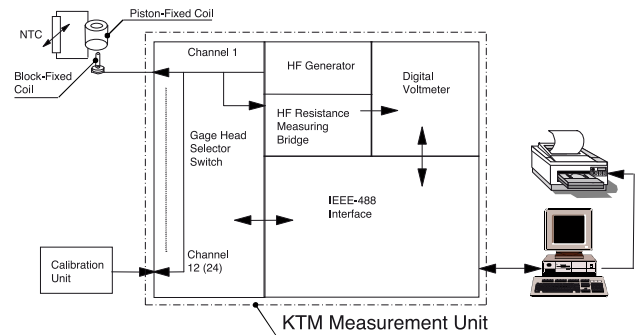 Piston-Fixed Coil
NTC
Block-Fixed
Coil
Channel 1
HF Generator
Digital
Voltmeter
HF Resistance
Measuring
Bridge
Gage Head
Selector
Switch
IEEE-488
Interface
Channel
12 (24)
Calibration
Unit
KTM Measurement Unit